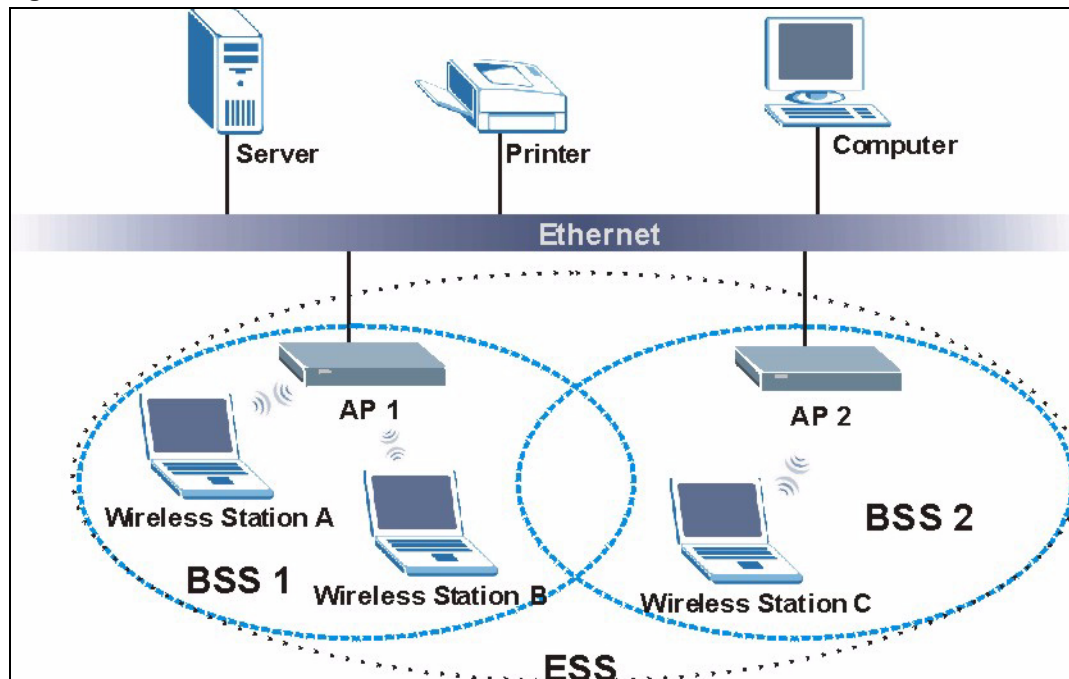 Server
Printer
Computer
Ethernet
AP 1
AP 2
Wireless Station A
BSS 2
BSS 1
Wireless Station B
Wireless Station C
ESS